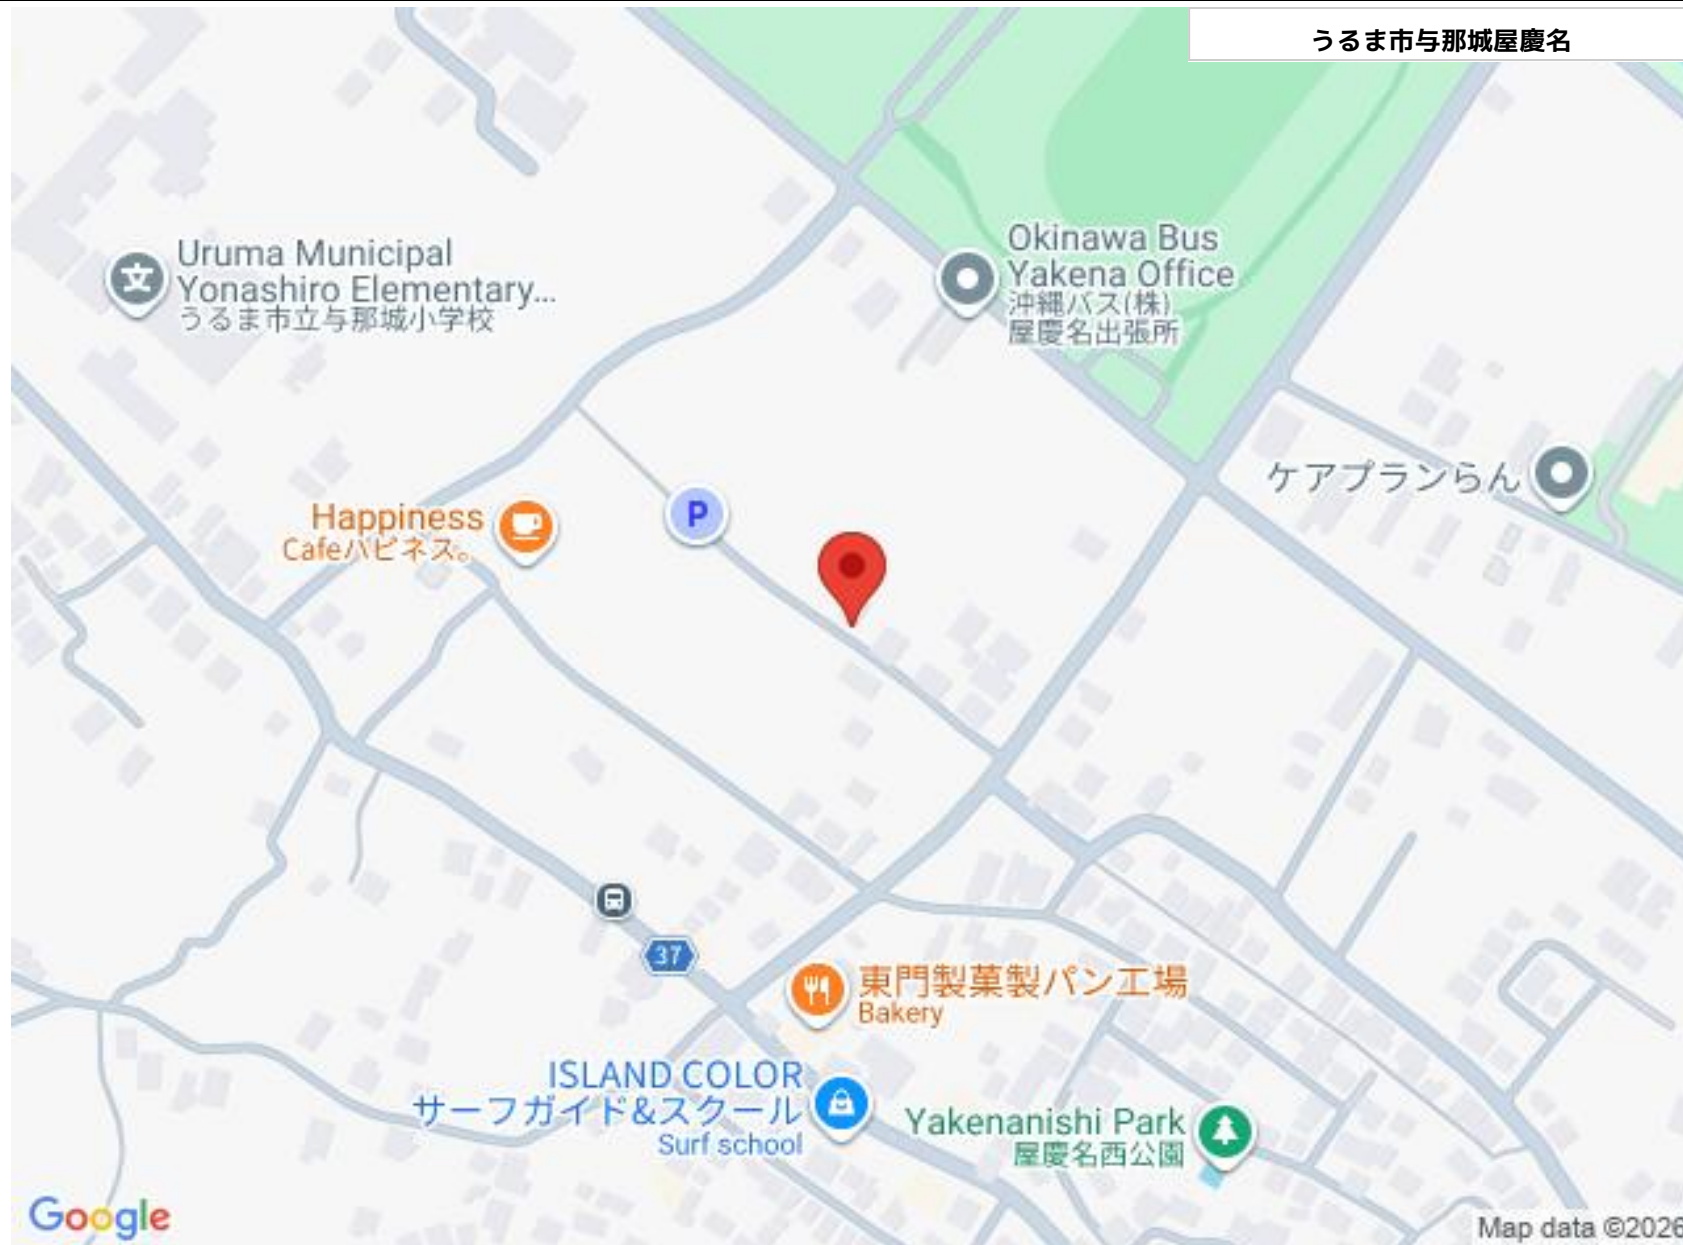 うるま市与那城屋慶名
Uruma Municipal
Yonashiro Elementary...
うるま市立与那城小学校
Okinawa Bus
Yakena Office
沖縄バス(株)
屋慶名出張所
ケアプランらん
Happiness
Cafeハピネス。
P
37
東門製菓製パン工場
Bakery
ISLAND COLOR
サーフガイド&スクール
Surf school
Yakenanishi Park
屋慶名西公園
Google
Map data ©2026